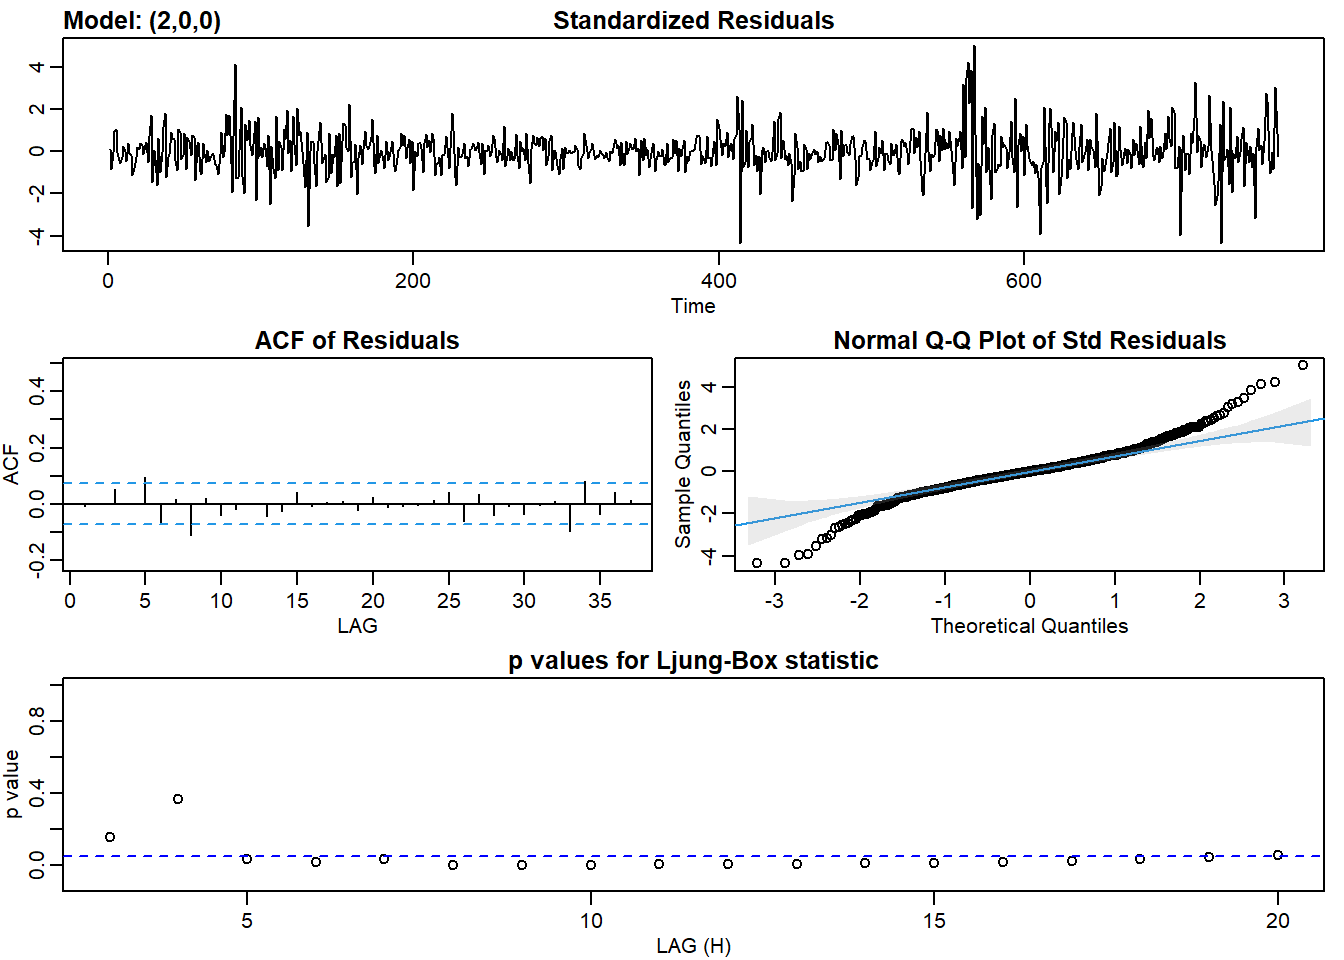 Model: (2,0,0) Standardized Residuals
4
2
0
-2
-4
0 200 400 600
Time
ACF of Residuals
ACF
0.4
0.2
0.0
-0.2
0 5 10 15 20 25 30 35
LAG
Normal Q-Q Plot of Std Residuals
Sample Quantiles
4
2
0
-2
-4
-3 -2 -1 0 1 2 3
Theoretical Quantiles
p values for Ljung-Box statistic
p value
0.8
0.4
0.0
5 10 15 20
LAG (H)